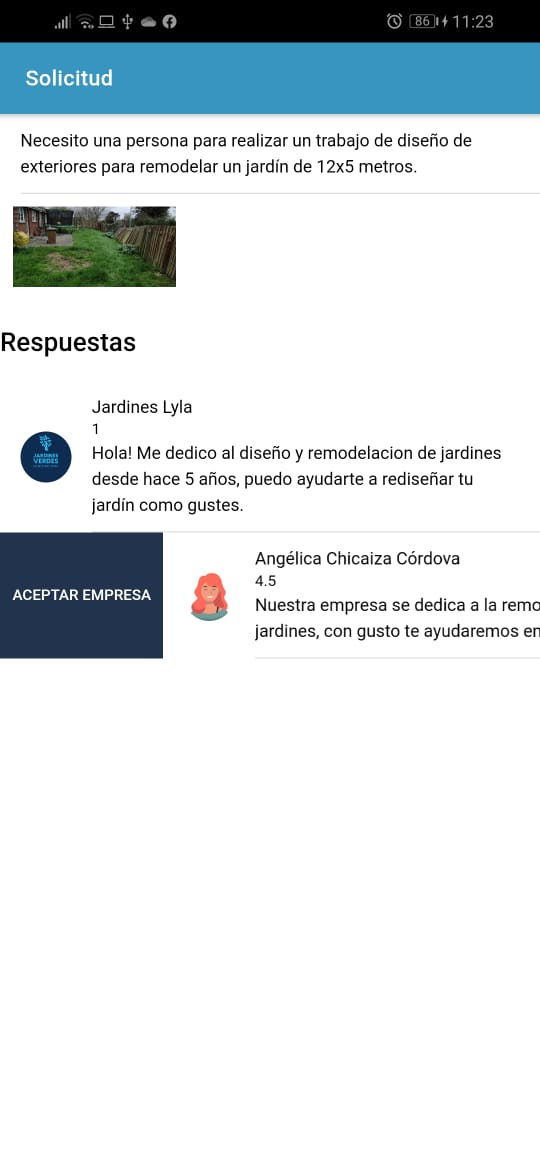 86
11:23
Solicitud
Necesito una persona para realizar un trabajo de diseño de
exteriores para remodelar un jardín de 12x5 metros.
Respuestas
Jardines Lyla
1
JARDINES
VERDES
Hola! Me dedico al diseño y remodelacion de jardines
desde hace 5 años, puedo ayudarte a rediseñar tu
jardín como gustes.
ACEPTAR EMPRESA
Angélica Chicaiza Córdova
4.5
Nuestra empresa se dedica a la remo
jardines, con gusto te ayudaremos en